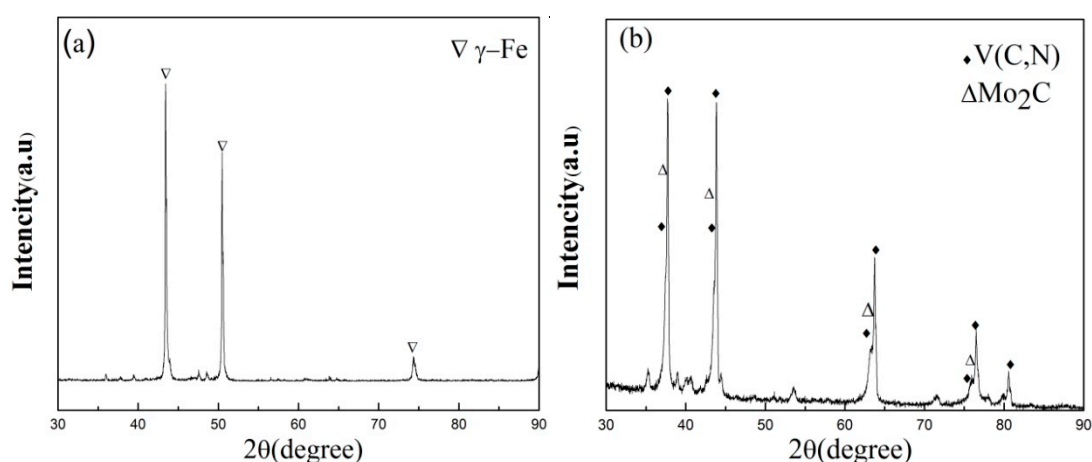 (a)
∇ γ–Fe
∇
∇
∇
Intencity(a.u)
30 40 50 60 70 80 90
2θ(degree)
(b)
♦V(C,N)
ΔMo₂C
♦ ♦
Δ Δ
♦ ♦
♦
Δ
♦
♦
Δ ♦
♦
Intencity(a.u)
30 40 50 60 70 80 90
2θ(degree)